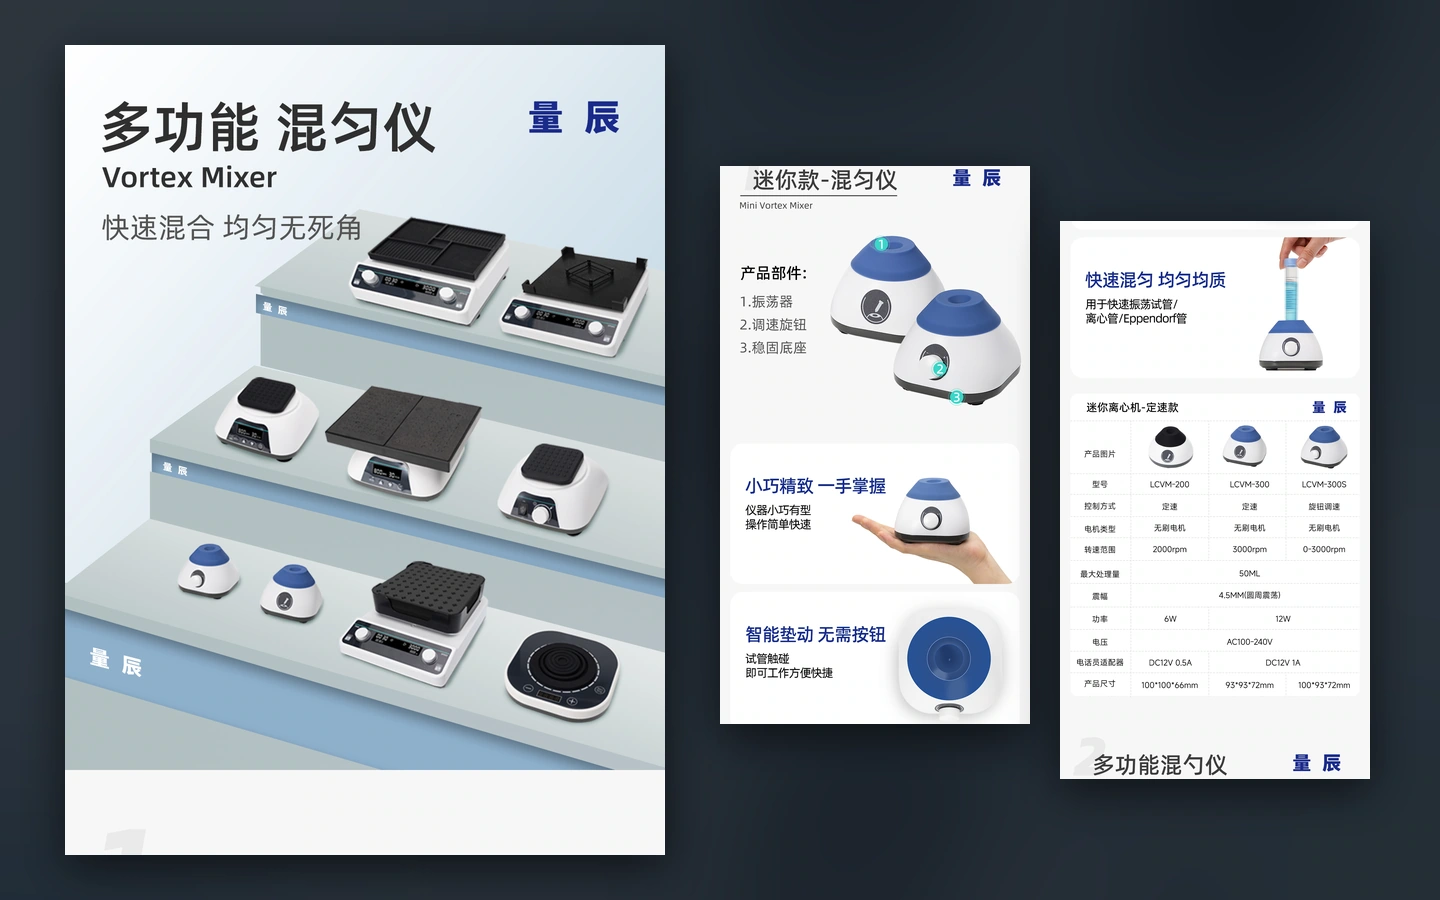 多功能 混匀仪
量 辰
Vortex Mixer
快速混合 均匀无死角
量 辰
量 辰
量 辰
1
迷你款-混匀仪
量 辰
Mini Vortex Mixer
产品部件:
1.振荡器
2.调速旋钮
3.稳固底座
1
2
3
小巧精致 一手掌握
仪器小巧有型
操作简单快速
智能垫动 无需按钮
试管触碰
即可工作方便快捷
快速混匀 均匀均质
用于快速振荡试管/
离心管/Eppendorf管
迷你离心机-定速款
量 辰
产品图片
型号 LCVM-200 LCVM-300 LCVM-300S
控制方式 定速 定速 旋钮调速
电机类型 无刷电机 无刷电机 无刷电机
转速范围 2000rpm 3000rpm 0-3000rpm
最大处理量 50ML
震幅 4.5MM(圆周震荡)
功率 6W 12W
电压 AC100-240V
电话员适配器 DC12V 0.5A DC12V 1A
产品尺寸 100*100*66mm 93*93*72mm 100*93*72mm
2
多功能混匀仪
量 辰